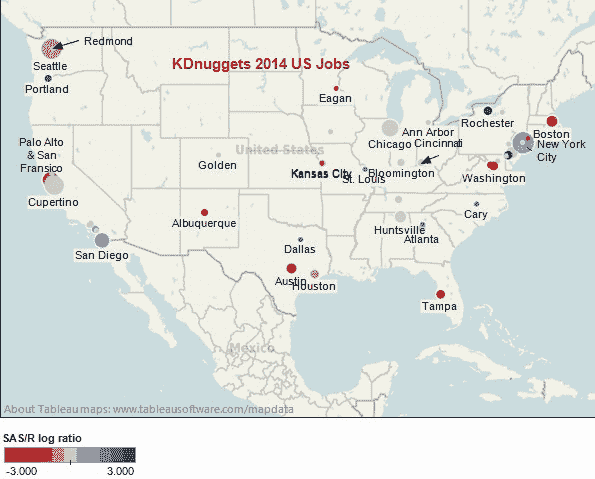 Redmond
KDnuggets 2014 US Jobs
Seattle
Portland
Eagan
Rochester
Boston
Ann Arbor
Chicago
Cincinnati
New York
City
Palo Alto
& San
Fransico
United States
Golden
Kansas City
St. Louis
Bloomington
Washington
Cupertino
Cary
Albuquerque
Huntsville
Atlanta
San Diego
Dallas
Austin
Houston
Tampa
Mexico
About Tableau maps: www.tableausoftware.com/mapdata
SAS/R log ratio
-3.000 3.000